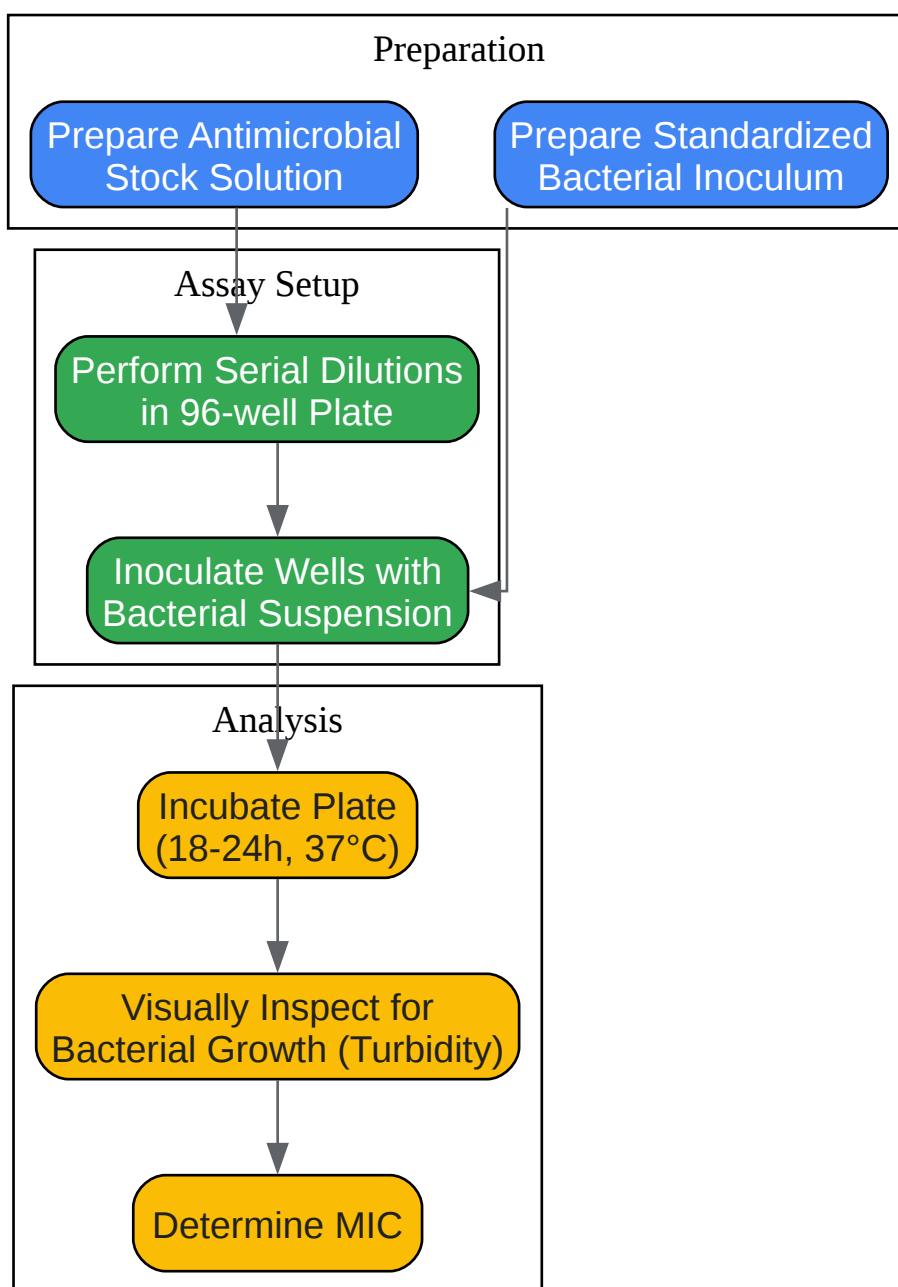 Preparation
Prepare Antimicrobial
Stock Solution
Prepare Standardized
Bacterial Inoculum
Assay Setup
Perform Serial Dilutions
in 96-well Plate
Inoculate Wells with
Bacterial Suspension
Analysis
Incubate Plate
(18-24h, 37°C)
Visually Inspect for
Bacterial Growth (Turbidity)
Determine MIC